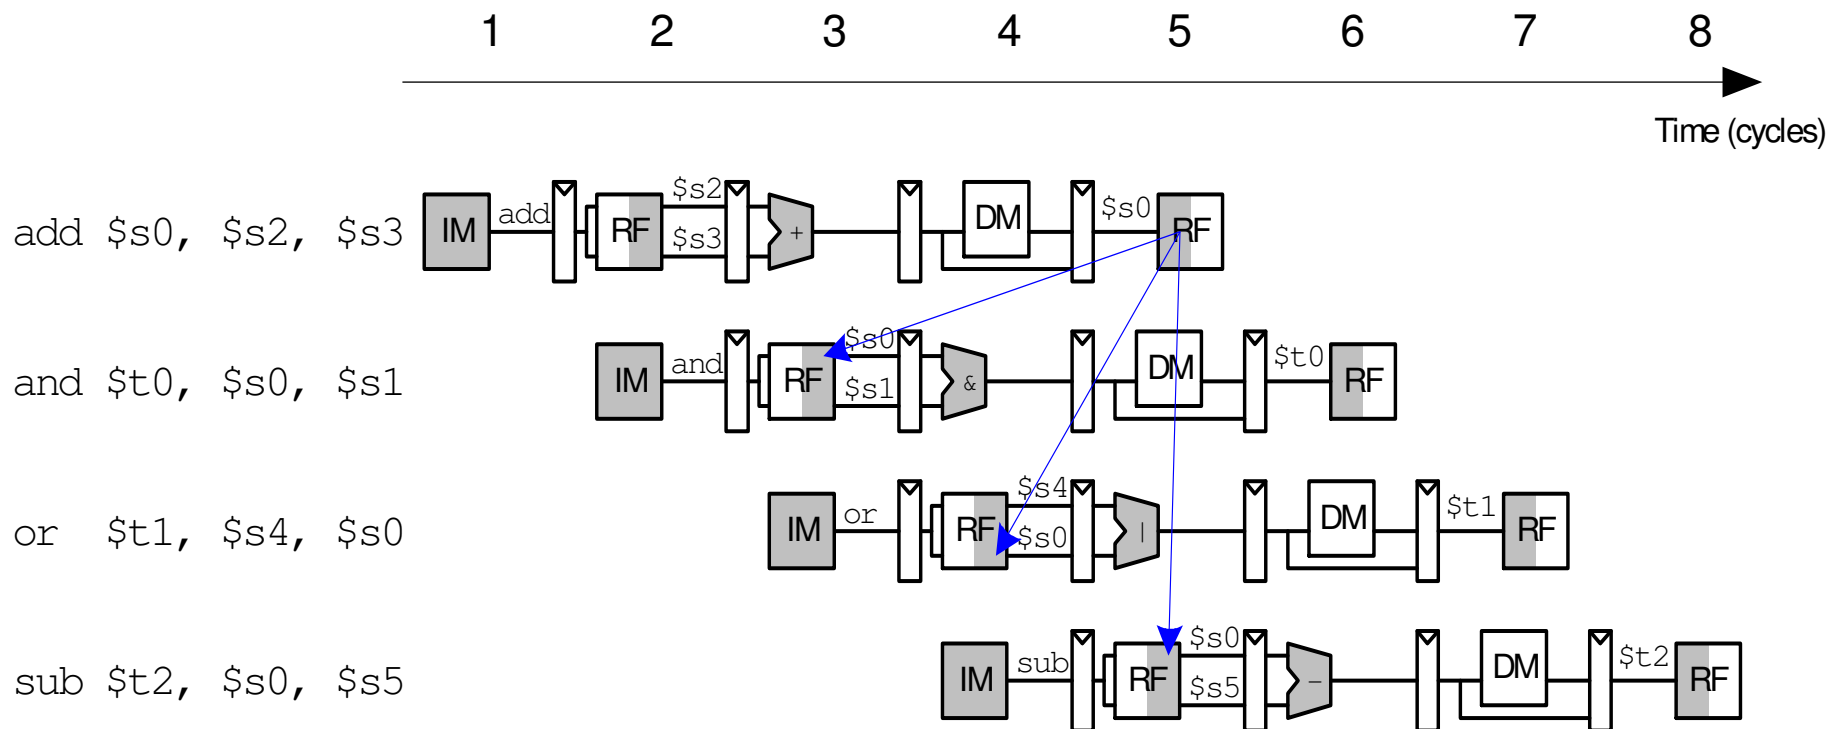 1 2 3 4 5 6 7 8
Time (cycles)
add $s0, $s2, $s3 IM add RF $s2 $s3 + DM $s0 RF
and $t0, $s0, $s1 IM and RF $s0 $s1 & DM $t0 RF
or $t1, $s4, $s0 IM or RF $s4 $s0 | DM $t1 RF
sub $t2, $s0, $s5 IM sub RF $s0 $s5 - DM $t2 RF